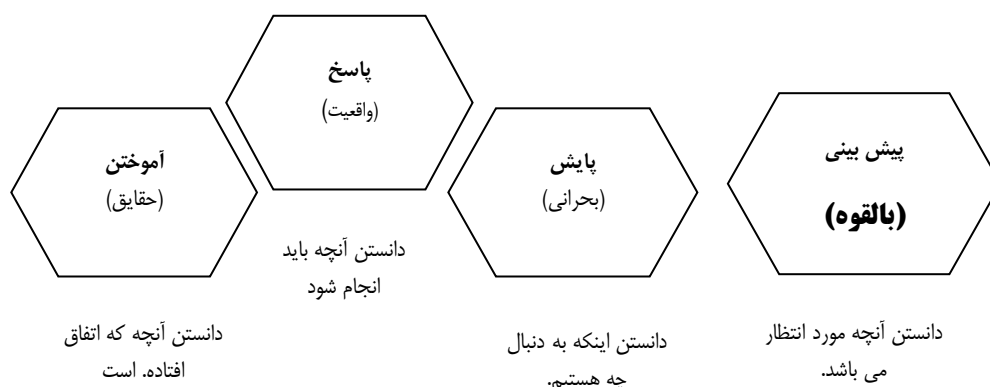 پاسخ
(واقعیت)
دانستن آنچه باید
انجام شود
پیش بینی
(بالقوه)
دانستن آنچه مورد انتظار
می باشد.
پایش
(بحرانی)
دانستن اینکه به دنبال
چه هستیم.
آموختن
(حقایق)
دانستن آنچه که اتفاق
افتاده. است